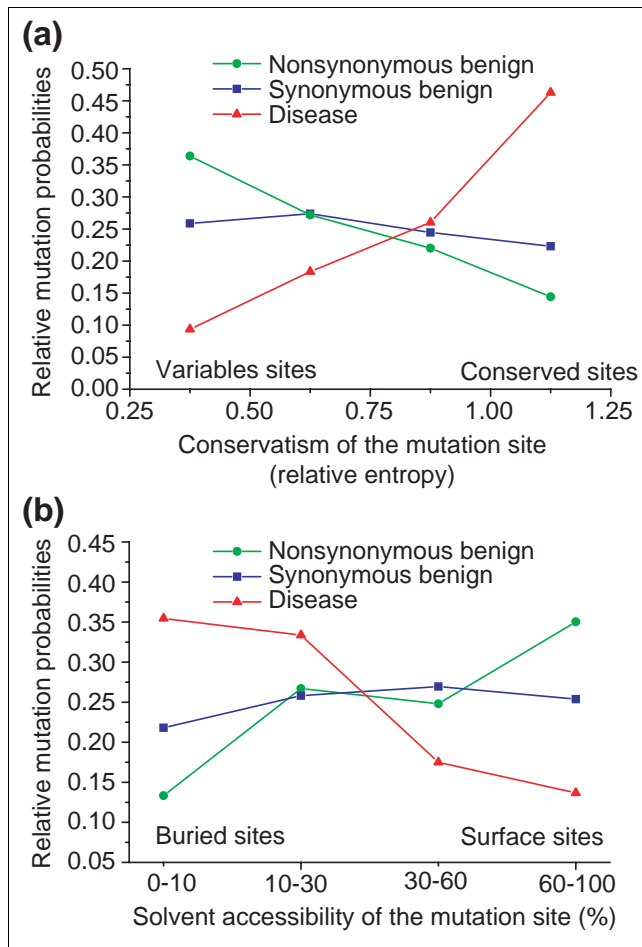 (a)
Nonsynonymous benign
Synonymous benign
Disease
Relative mutation probabilities
0.50
0.45
0.40
0.35
0.30
0.25
0.20
0.15
0.10
0.05
0.00
Variables sites
Conserved sites
0.25
0.50
0.75
1.00
1.25
Conservatism of the mutation site
(relative entropy)
(b)
Nonsynonymous benign
Synonymous benign
Disease
Relative mutation probabilities
0.45
0.40
0.35
0.30
0.25
0.20
0.15
0.10
0.05
Buried sites
Surface sites
0-10
10-30
30-60
60-100
Solvent accessibility of the mutation site (%)